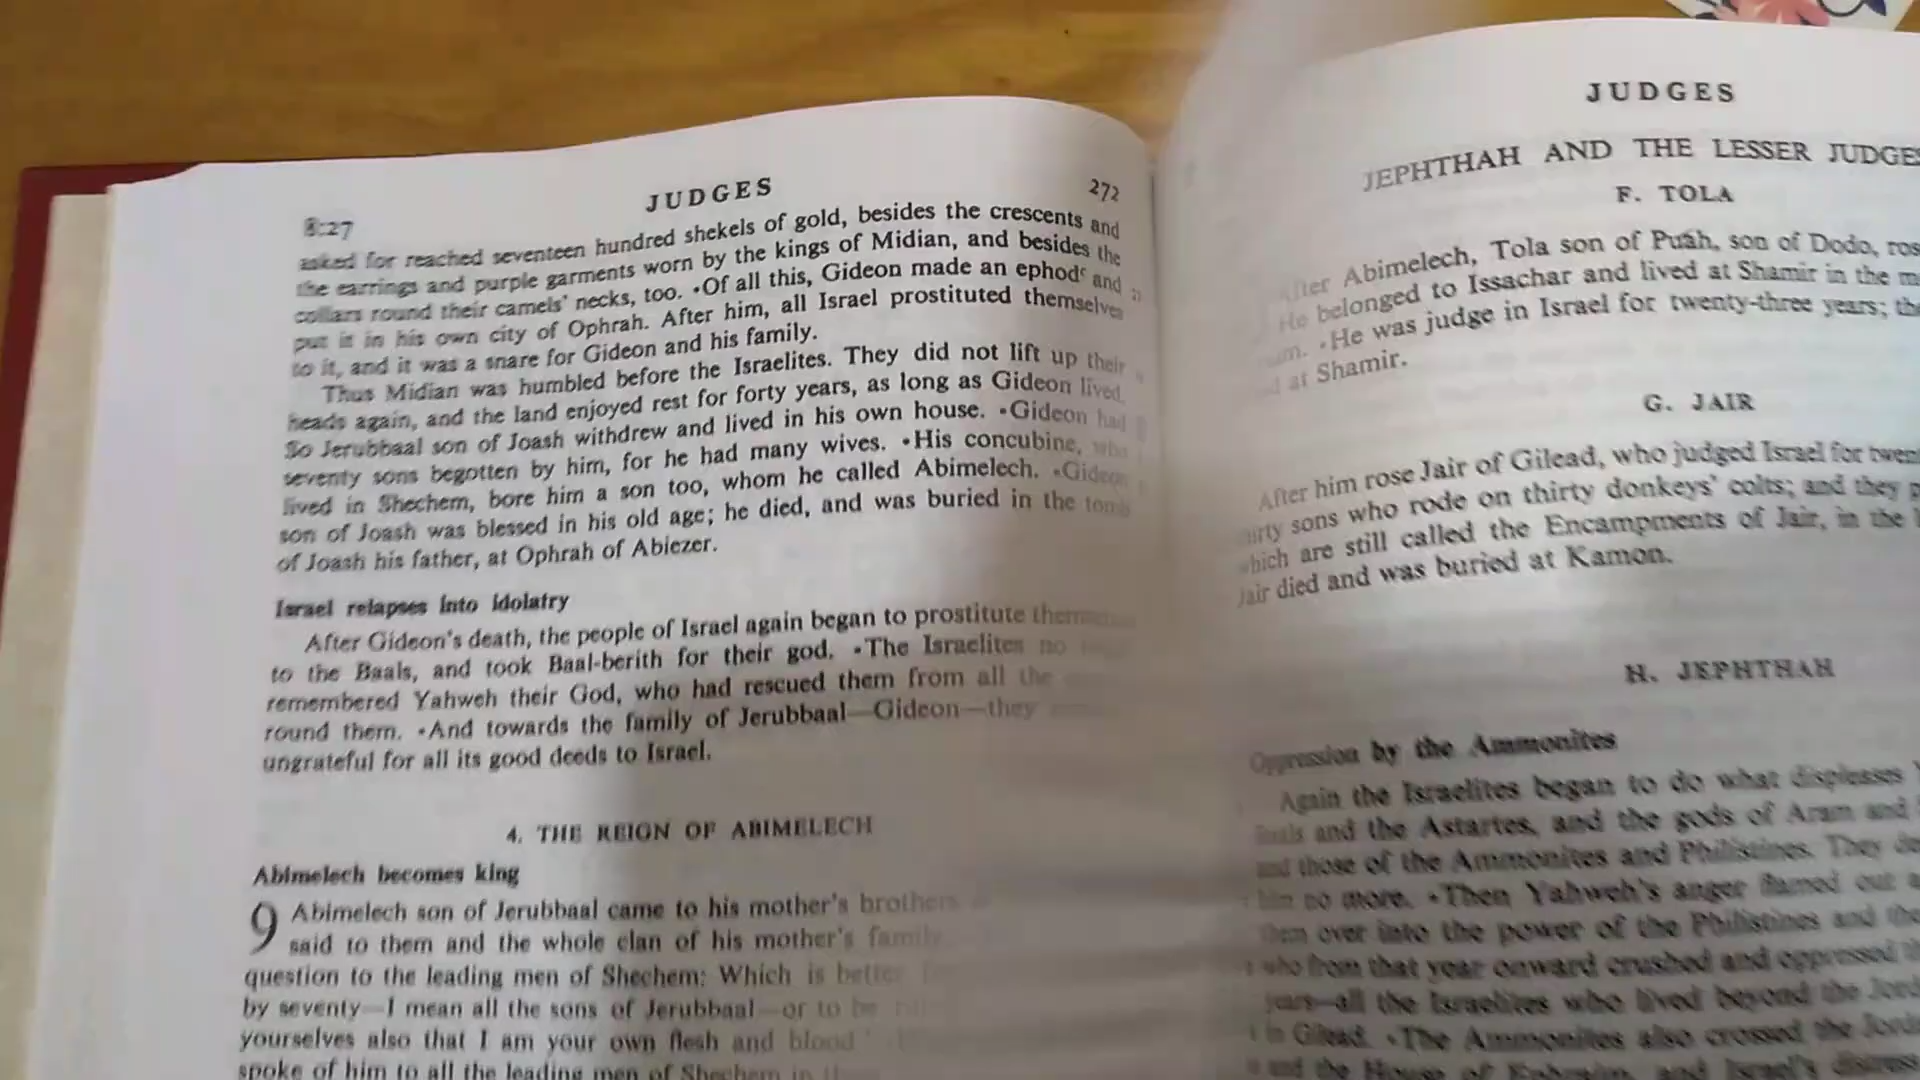 JUDGES
272
8:27
asked for reached seventeen hundred shekels of gold, besides the crescents and
the earrings and purple garments worn by the kings of Midian, and besides the
collars round their camels' necks, too. •Of all this, Gideon made an ephod and
put it in his own city of Ophrah. After him, all Israel prostituted themselves
to it, and it was a snare for Gideon and his family.
Thus Midian was humbled before the Israelites. They did not lift up their
heads again, and the land enjoyed rest for forty years, as long as Gideon lived.
So Jerubbaal son of Joash withdrew and lived in his own house. •Gideon had
seventy sons begotten by him, for he had many wives. •His concubine, who
lived in Shechem, bore him a son too, whom he called Abimelech. •Gideon
son of Joash was blessed in his old age; he died, and was buried in the tomb
of Joash his father, at Ophrah of Abiezer.
Israel relapses into idolatry
After Gideon's death, the people of Israel again began to prostitute
to the Baals, and took Baal-berith for their god. •The Israelites no
remembered Yahweh their God, who had rescued them from all the
round them. •And towards the family of Jerubbaal—Gideon—they
ungrateful for all its good deeds to Israel.
4. THE REIGN OF ABIMELECH
Abimelech becomes king
9 Abimelech son of Jerubbaal came to his mother's brothers
said to them and the whole clan of his mother's family
question to the leading men of Shechem: Which is better
by seventy—I mean all the sons of Jerubbaal—or to be
yourselves also that I am your own flesh and blood
spoke of him to all the leading men of Shechem in
JUDGES
JEPHTHAH AND THE LESSER JUDGES
F. TOLA
After Abimelech, Tola son of Puah, son of Dodo,
He belonged to Issachar and lived at Shamir in the
•He was judge in Israel for twenty-three years;
at Shamir.
G. JAIR
After him rose Jair of Gilead, who judged Israel for
sons who rode on thirty donkeys' colts; and they
which are still called the Encampments of Jair, in the
Jair died and was buried at Kamon.
H. JEPHTHAH
Oppression by the Ammonites
Again the Israelites began to do what displeases
and the Astartes, and the gods of Aram and
and those of the Ammonites and Philistines. They
him no more. •Then Yahweh's anger flamed out
them over into the power of the Philistines and
who from that year onward crushed and oppressed
years—all the Israelites who lived beyond the
in Gilead. •The Ammonites also crossed the
and the House of Ephraim, and Israel's distress